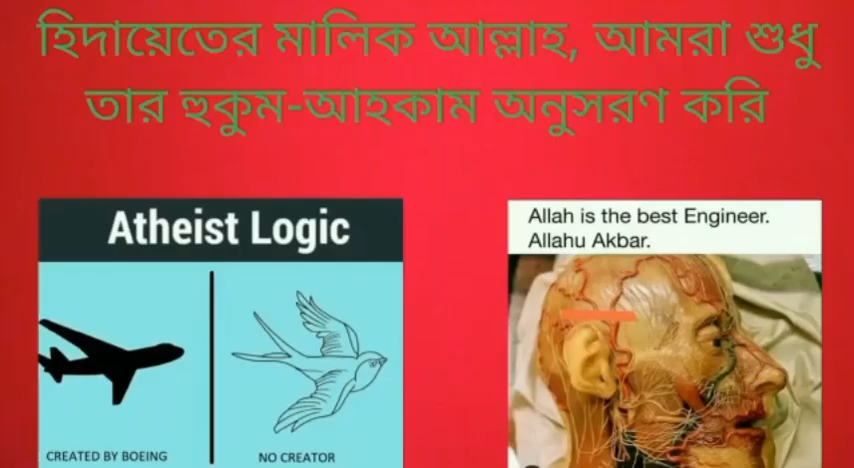 হিদায়েতের মালিক আল্লাহ, আমরা শুধু
তার হুকুম-আহকাম অনুসরণ করি
Atheist Logic
CREATED BY BOEING
NO CREATOR
Allah is the best Engineer.
Allahu Akbar.